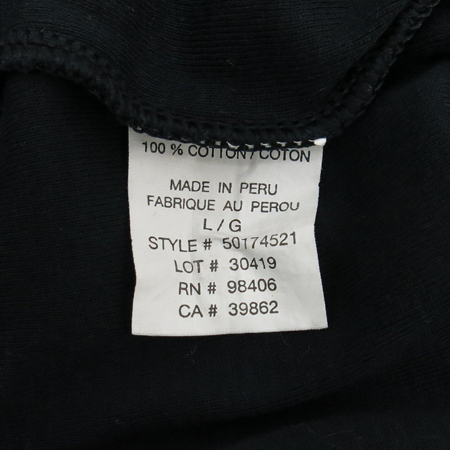 100 % COTTON / COTON
MADE IN PERU
FABRIQUE AU PEROU
L / G
STYLE # 50174521
LOT # 30419
RN # 98406
CA # 39862